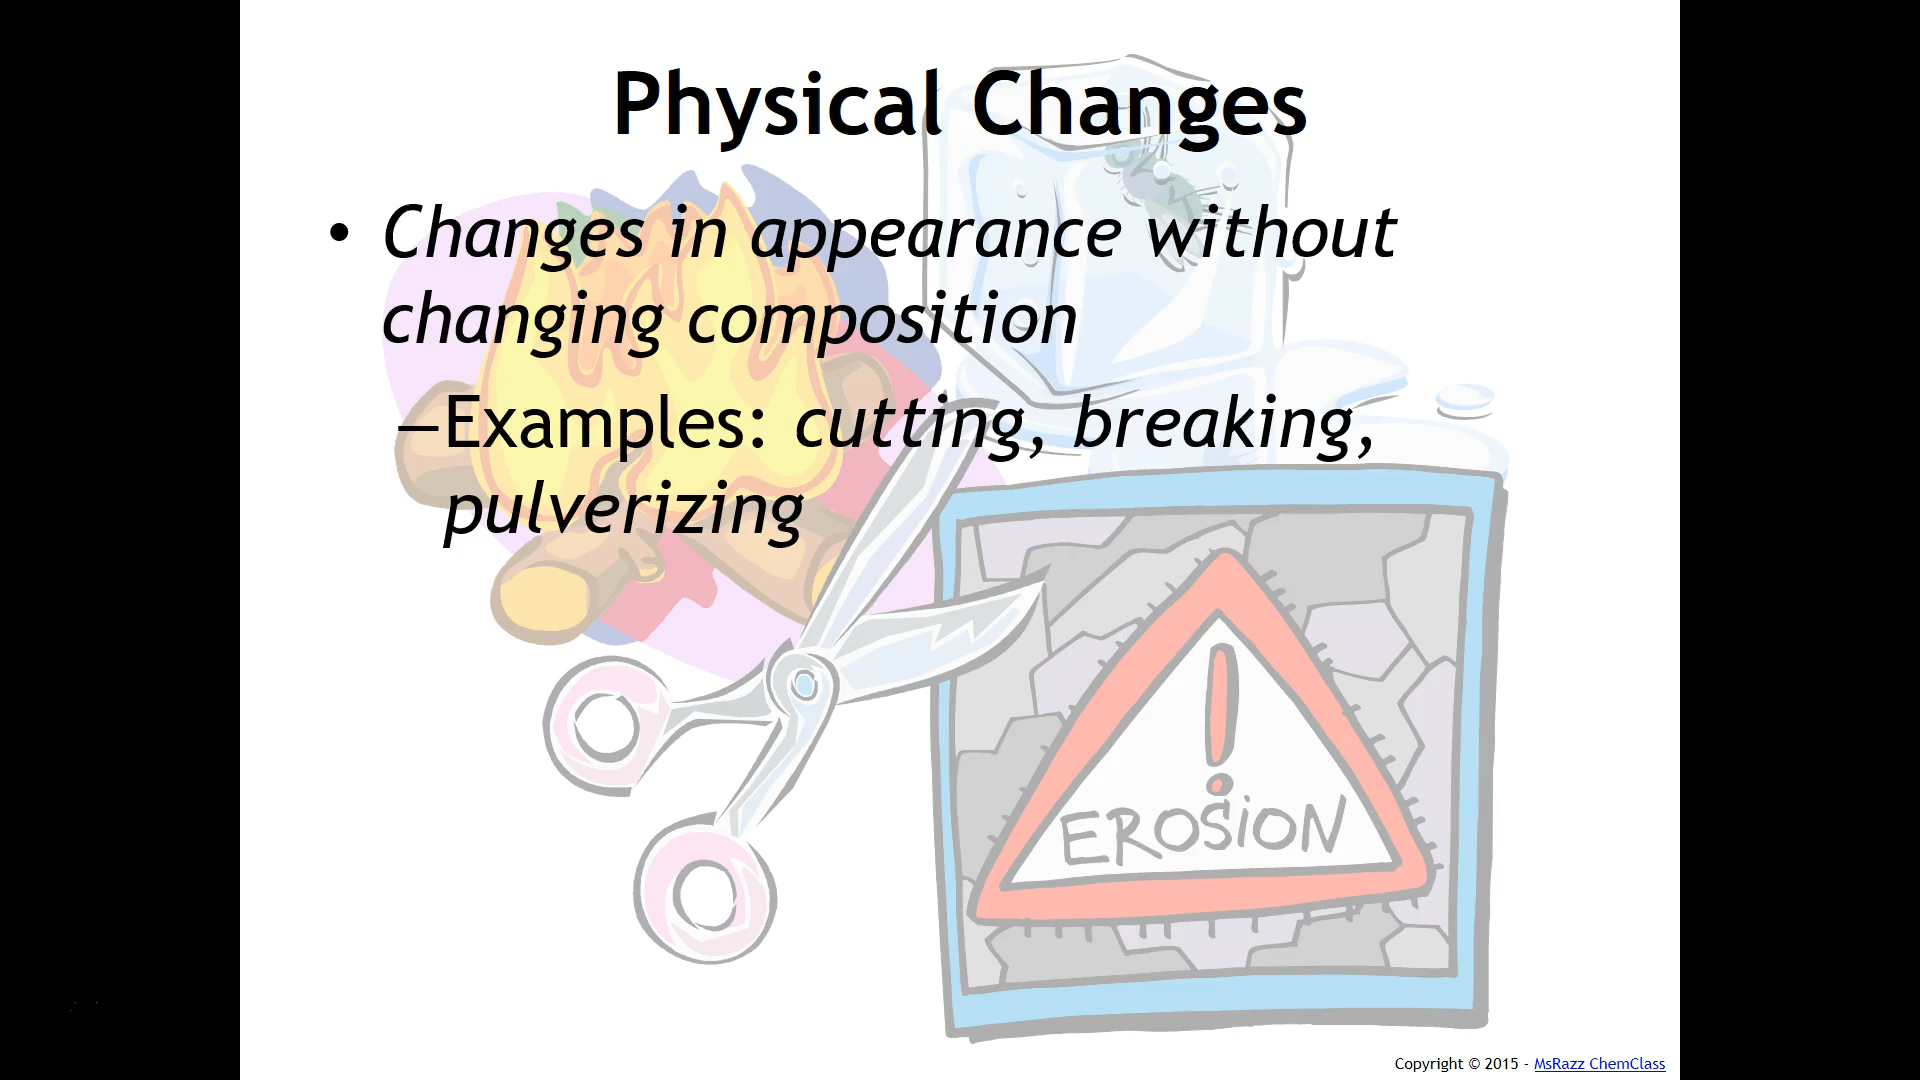 Physical Changes
• Changes in appearance without
changing composition
–Examples: cutting, breaking,
pulverizing
EROSION
Copyright © 2015 - MsRazz ChemClass